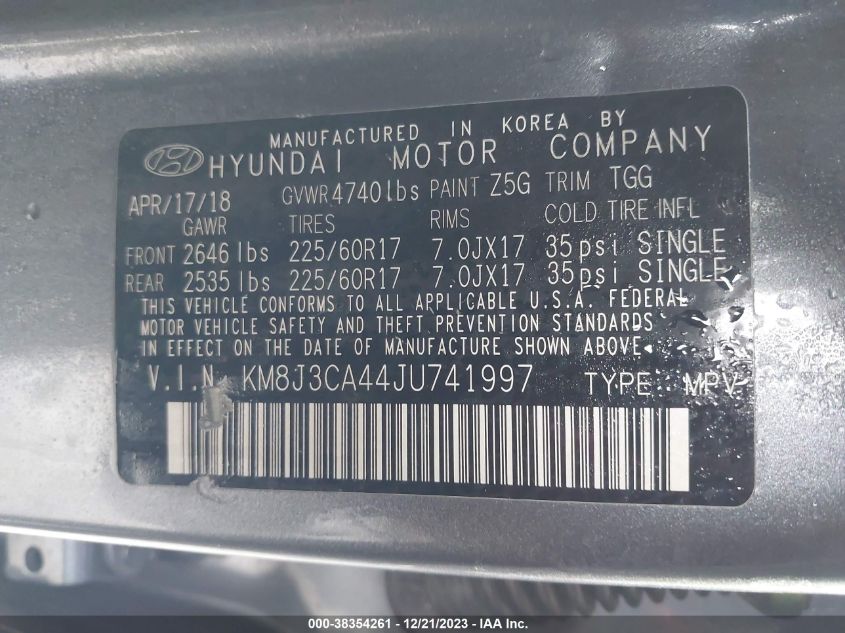 MANUFACTURED IN KOREA BY
HYUNDAI MOTOR COMPANY
APR/17/18 GVWR 4740lbs PAINT Z5G TRIM TGG
GAWR TIRES RIMS COLD TIRE INFL
FRONT 2646 lbs 225/60R17 7.0JX17 35psi SINGLE
REAR 2535 lbs 225/60R17 7.0JX17 35psi SINGLE
THIS VEHICLE CONFORMS TO ALL APPLICABLE U.S.A. FEDERAL
MOTOR VEHICLE SAFETY AND THEFT PREVENTION STANDARDS
IN EFFECT ON THE DATE OF MANUFACTURE SHOWN ABOVE.
V.I.N. KM8J3CA44JU741997 TYPE MPV
000-38354261 - 12/21/2023 - IAA Inc.